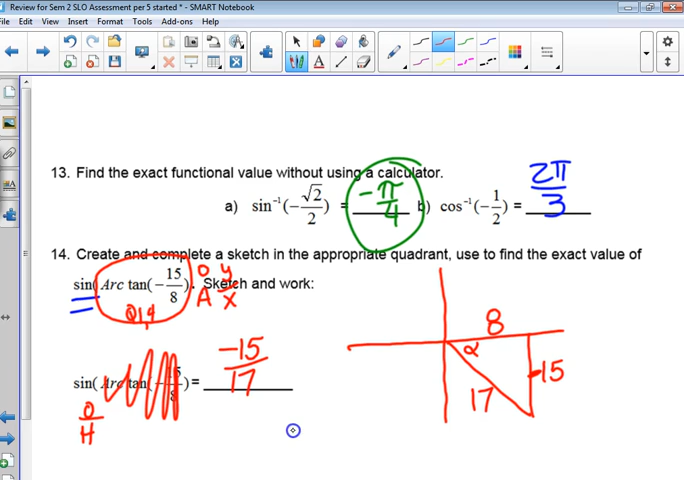 Review for Sem 2 SLO Assessment per 5 started * - SMART Notebook
File Edit View Insert Format Tools Add-ons Help
13. Find the exact functional value without using a calculator.
a) sin⁻¹(-√2/2) = -π/4 b) cos⁻¹(-1/2) = 2π/3
14. Create and complete a sketch in the appropriate quadrant, use to find the exact value of
sin(Arc tan(-15/8)). Sketch and work:
O/A y/x
Q1,4
sin(Arc tan(-15/8) = -15/17
O/H
8
α
-15
17